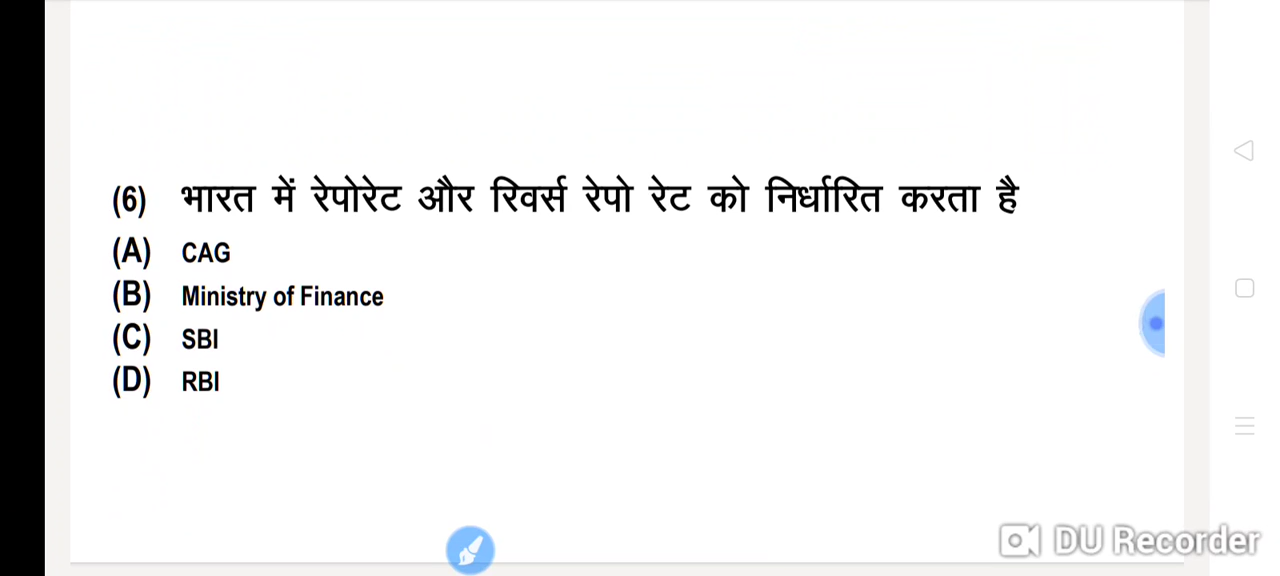 (6) भारत में रेपोरेट और रिवर्स रेपो रेट को निर्धारित करता है
(A) CAG
(B) Ministry of Finance
(C) SBI
(D) RBI
DU Recorder